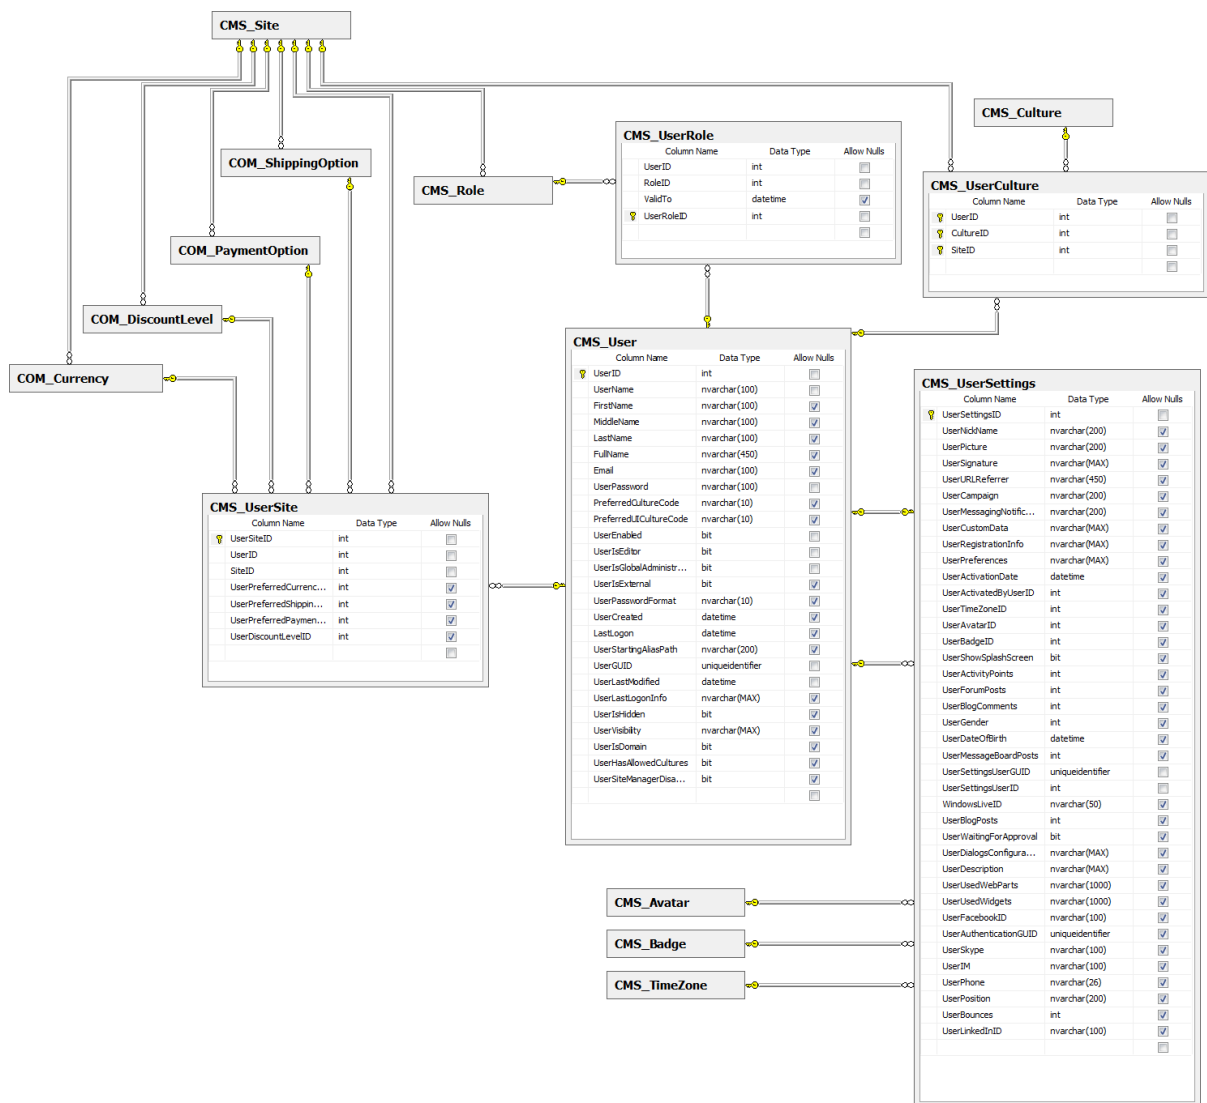 CMS_Site
CMS_Culture
CMS_UserRole
Column Name Data Type Allow Nulls
UserID int
RoleID int
ValidTo datetime
UserRoleID int
COM_ShippingOption
CMS_Role
CMS_UserCulture
Column Name Data Type Allow Nulls
UserID int
CultureID int
SiteID int
COM_PaymentOption
COM_DiscountLevel
COM_Currency
CMS_User
Column Name Data Type Allow Nulls
UserID int
UserName nvarchar(100)
FirstName nvarchar(100)
MiddleName nvarchar(100)
LastName nvarchar(100)
FullName nvarchar(450)
Email nvarchar(100)
UserPassword nvarchar(100)
PreferredCultureCode nvarchar(10)
PreferredUICultureCode nvarchar(10)
UserEnabled bit
UserIsEditor bit
UserIsGlobalAdministr... bit
UserIsExternal bit
UserPasswordFormat nvarchar(10)
UserCreated datetime
LastLogon datetime
UserStartingAliasPath nvarchar(200)
UserGUID uniqueidentifier
UserLastModified datetime
UserLastLogonInfo nvarchar(MAX)
UserIsHidden bit
UserVisibility nvarchar(MAX)
UserIsDomain bit
UserHasAllowedCultures bit
UserSiteManagerDisa... bit
CMS_UserSite
Column Name Data Type Allow Nulls
UserSiteID int
UserID int
SiteID int
UserPreferredCurrenc... int
UserPreferredShippin... int
UserPreferredPaymen... int
UserDiscountLevelID int
CMS_UserSettings
Column Name Data Type Allow Nulls
UserSettingsID int
UserNickName nvarchar(200)
UserPicture nvarchar(200)
UserSignature nvarchar(MAX)
UserURLReferrer nvarchar(450)
UserCampaign nvarchar(200)
UserMessagingNotific... nvarchar(200)
UserCustomData nvarchar(MAX)
UserRegistrationInfo nvarchar(MAX)
UserPreferences nvarchar(MAX)
UserActivationDate datetime
UserActivatedByUserID int
UserTimeZoneID int
UserAvatarID int
UserBadgeID int
UserShowSplashScreen bit
UserActivityPoints int
UserForumPosts int
UserBlogComments int
UserGender int
UserDateOfBirth datetime
UserMessageBoardPosts int
UserSettingsUserGUID uniqueidentifier
UserSettingsUserID int
WindowsLiveID nvarchar(50)
UserBlogPosts int
UserWaitingForApproval bit
UserDialogsConfigura... nvarchar(MAX)
UserDescription nvarchar(MAX)
UserUsedWebParts nvarchar(1000)
UserUsedWidgets nvarchar(1000)
UserFacebookID nvarchar(100)
UserAuthenticationGUID uniqueidentifier
UserSkype nvarchar(100)
UserIM nvarchar(100)
UserPhone nvarchar(26)
UserPosition nvarchar(200)
UserBounces int
UserLinkedInID nvarchar(100)
CMS_Avatar
CMS_Badge
CMS_TimeZone